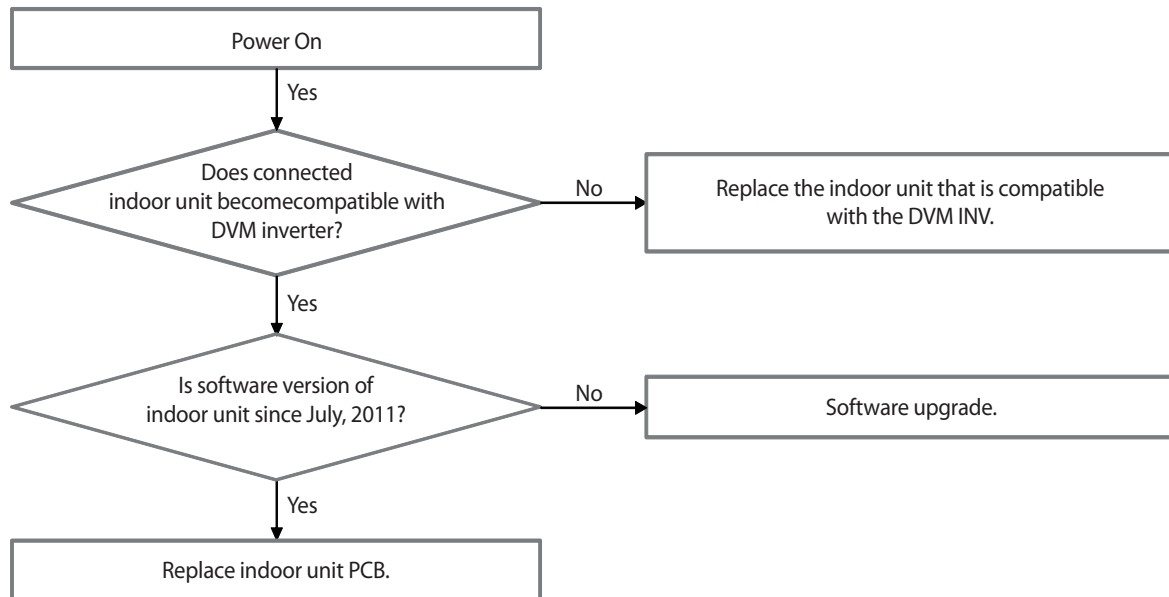 Power On
Yes
Does connected
indoor unit becomecompatible with
DVM inverter?
No
Replace the indoor unit that is compatible
with the DVM INV.
Yes
Is software version of
indoor unit since July, 2011?
No
Software upgrade.
Yes
Replace indoor unit PCB.